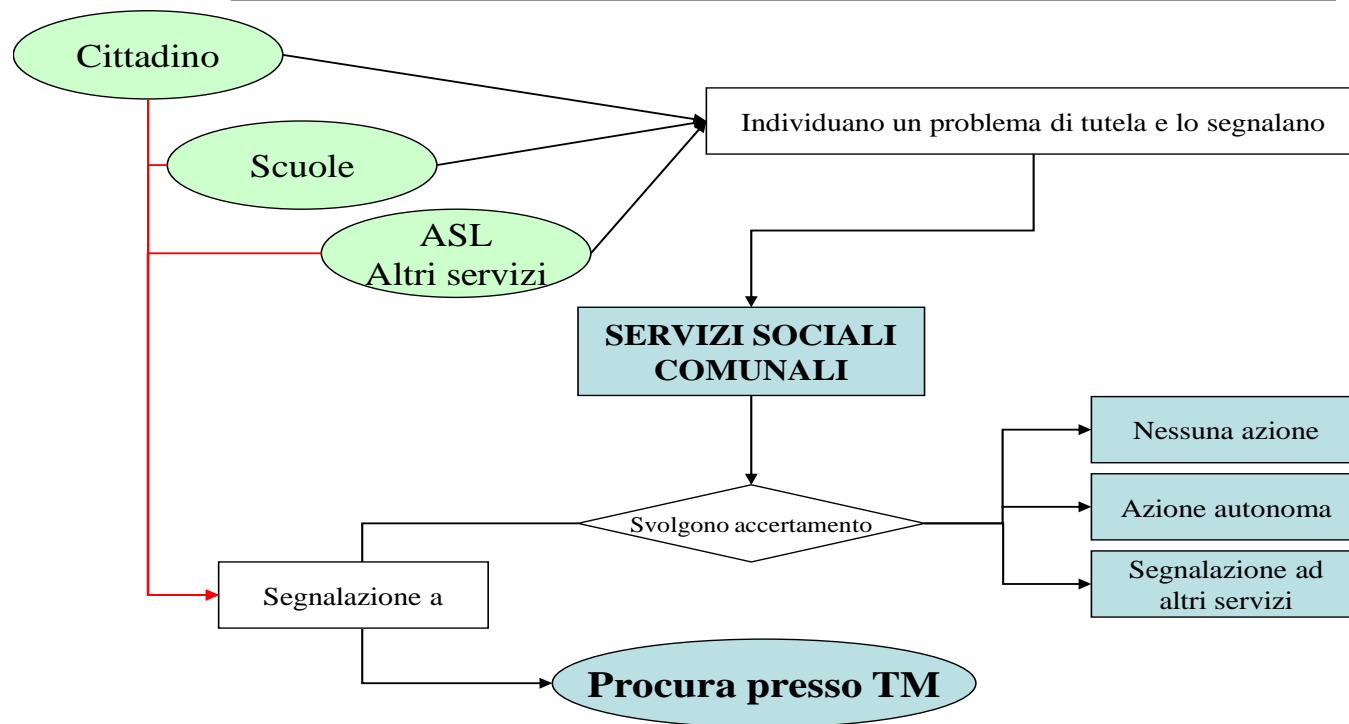 Cittadino
Individuano un problema di tutela e lo segnalano
Scuole
ASL
Altri servizi
SERVIZI SOCIALI
COMUNALI
Nessuna azione
Svolgono accertamento
Azione autonoma
Segnalazione ad
altri servizi
Segnalazione a
Procura presso TM